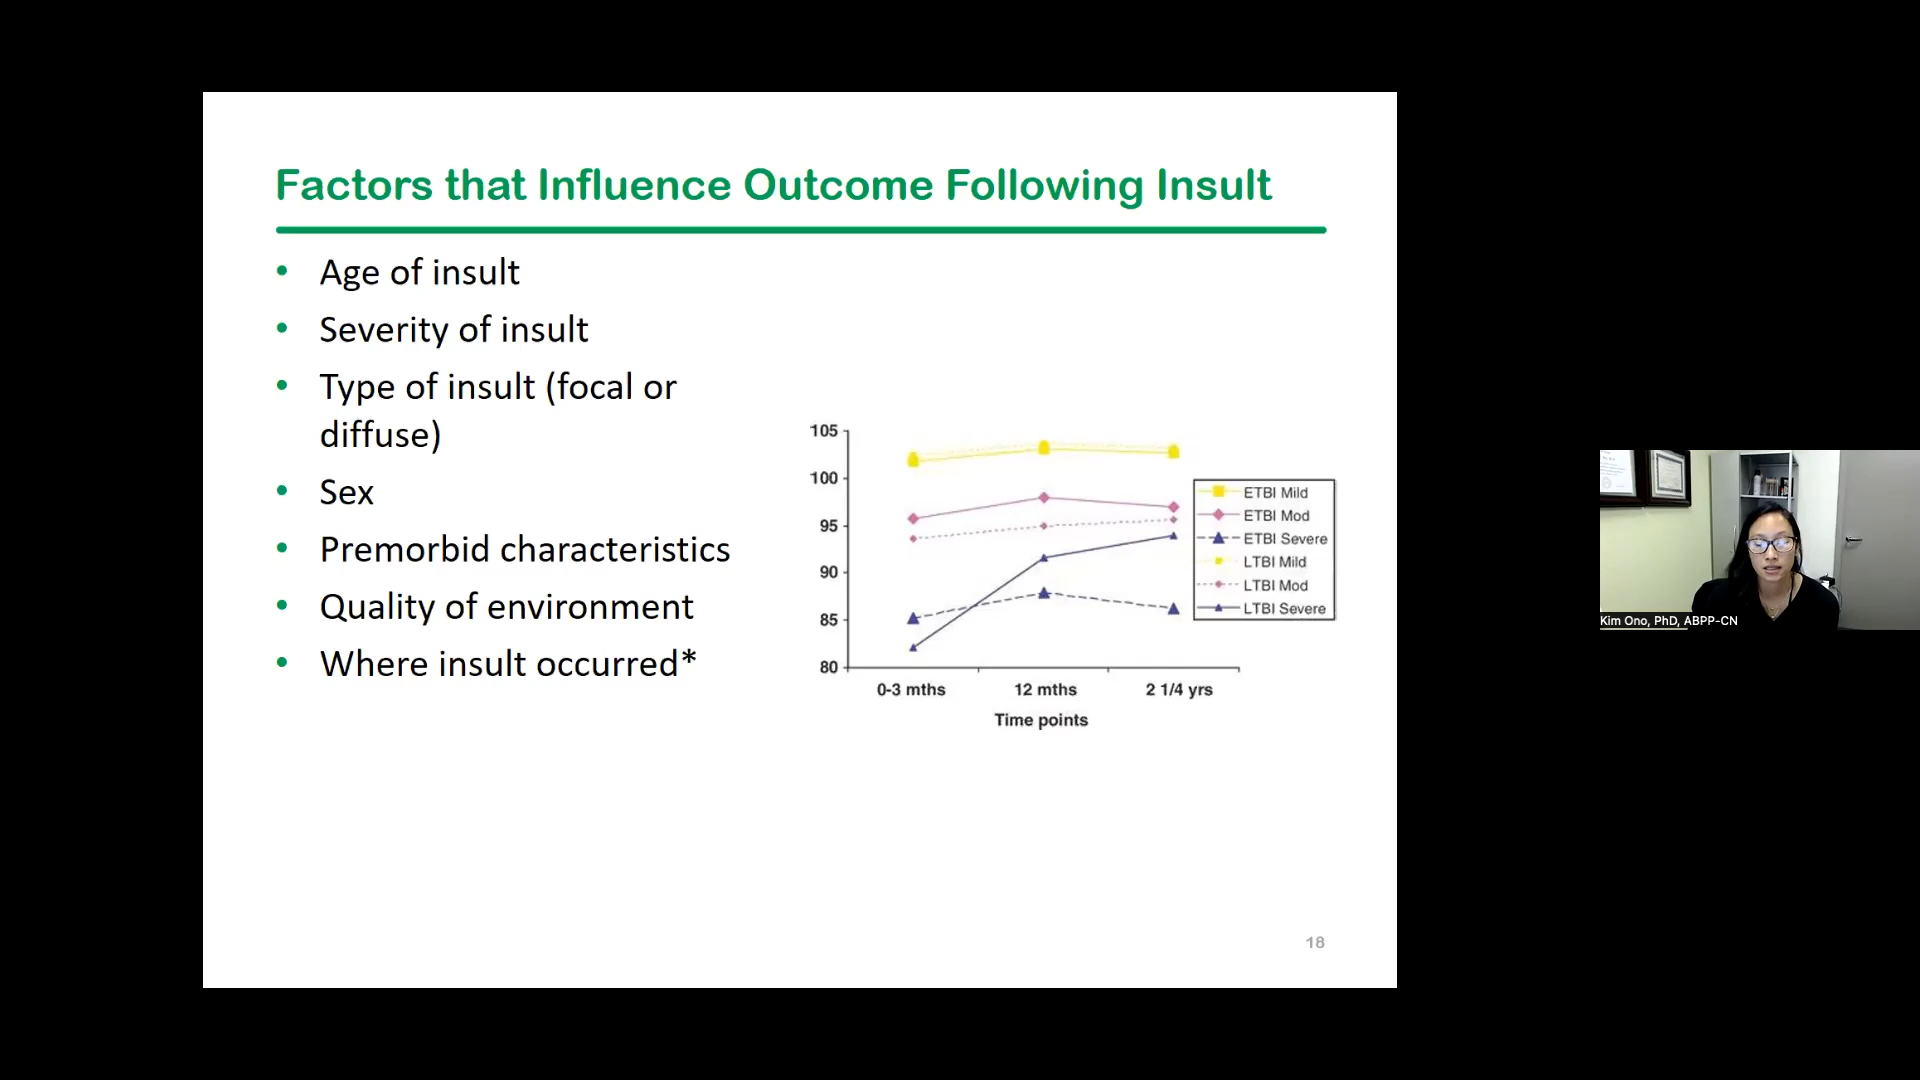 Factors that Influence Outcome Following Insult
• Age of insult
• Severity of insult
• Type of insult (focal or
diffuse)
• Sex
• Premorbid characteristics
• Quality of environment
• Where insult occurred*
105
100
95
90
85
80
0-3 mths
12 mths
2 1/4 yrs
Time points
ETBI Mild
ETBI Mod
ETBI Severe
LTBI Mild
LTBI Mod
LTBI Severe
18
Kim Ono, PhD, ABPP-CN